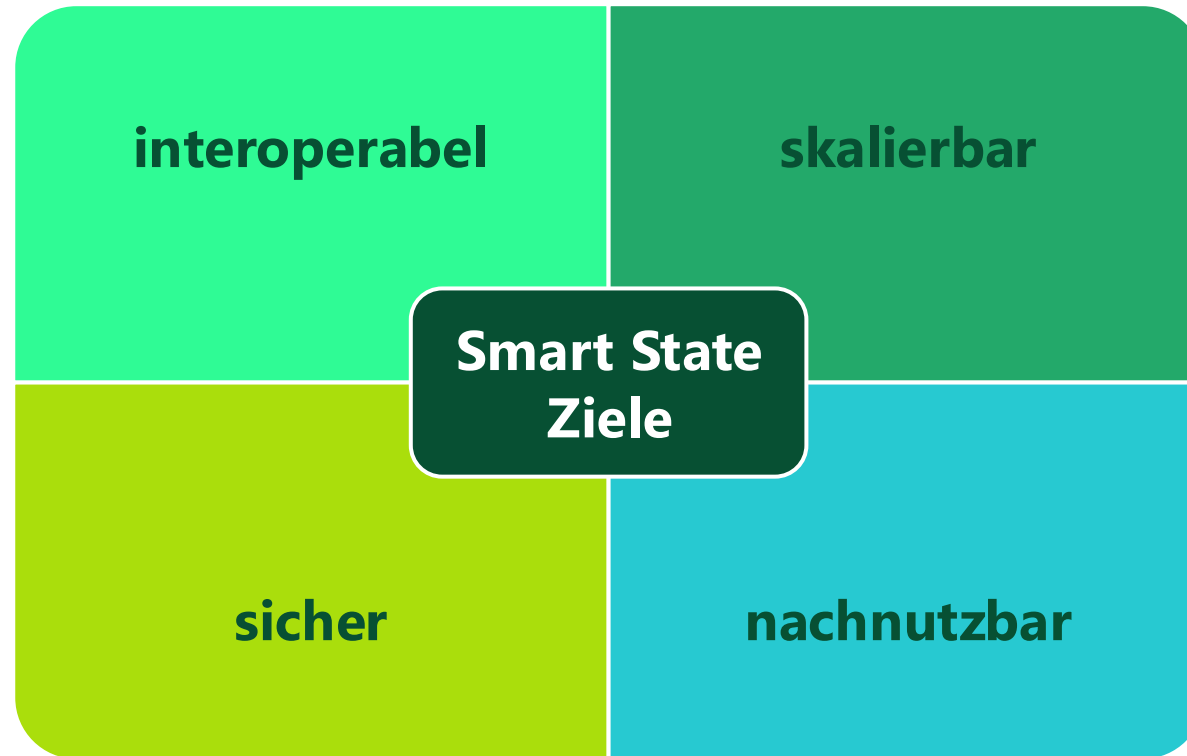 interoperabel
skalierbar
Smart State
Ziele
sicher
nachnutzbar